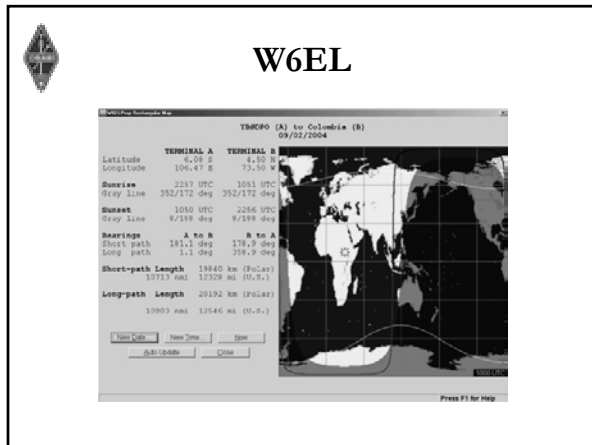 W6EL
W6ELProp Rectangular Map
YB0DPO (A) to Colombia (B)
09/02/2004
TERMINAL A TERMINAL B
Latitude 6.08 S 4.50 N
Longitude 106.47 E 73.50 W
Sunrise 2257 UTC 1051 UTC
Gray line 352/172 deg 352/172 deg
Sunset 1050 UTC 2256 UTC
Gray line 8/188 deg 8/188 deg
Bearings A to B B to A
Short path 181.1 deg 178.9 deg
Long path 1.1 deg 358.9 deg
Short-path Length 19840 km (Polar)
10713 nmi 12328 mi (U.S.)
Long-path Length 20192 km (Polar)
10903 nmi 12546 mi (U.S.)
New Date... New Time... Now
Auto Update Close
1000 UTC
Press F1 for Help